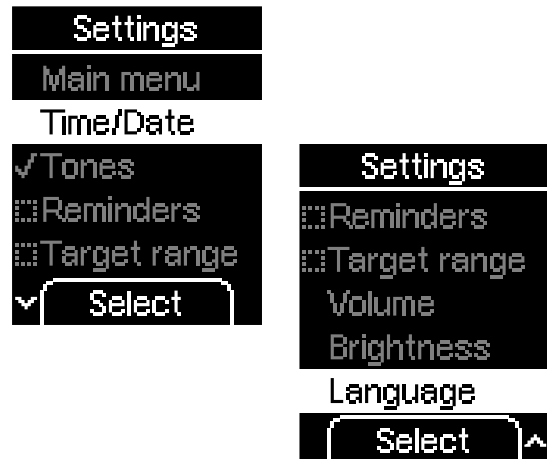 Settings
Main menu
Time/Date
Tones
Reminders
Target range
Select
Settings
Reminders
Target range
Volume
Brightness
Language
Select